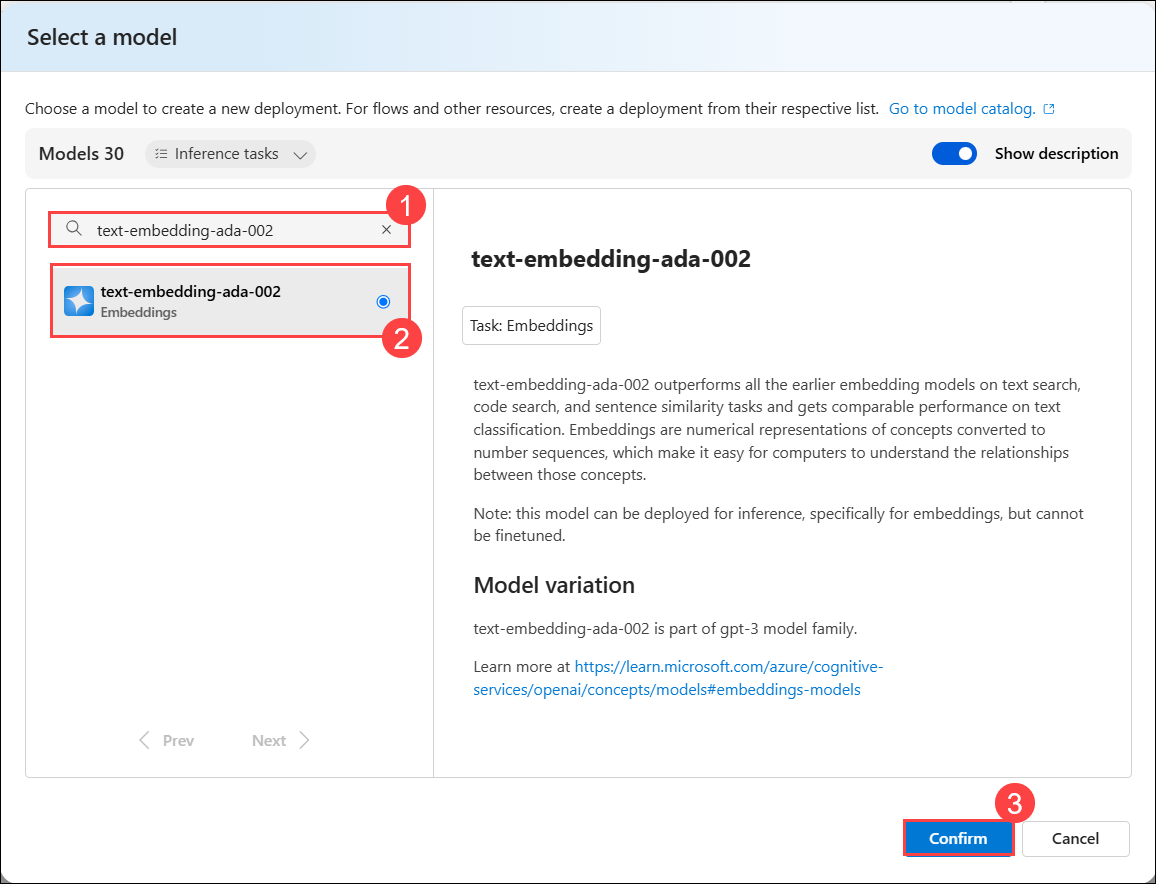 Select a model
Choose a model to create a new deployment. For flows and other resources, create a deployment from their respective list. Go to model catalog.
Models 30 Inference tasks Show description
1
text-embedding-ada-002
text-embedding-ada-002
Embeddings
2
text-embedding-ada-002
Task: Embeddings
text-embedding-ada-002 outperforms all the earlier embedding models on text search,
code search, and sentence similarity tasks and gets comparable performance on text
classification. Embeddings are numerical representations of concepts converted to
number sequences, which make it easy for computers to understand the relationships
between those concepts.
Note: this model can be deployed for inference, specifically for embeddings, but cannot
be finetuned.
Model variation
text-embedding-ada-002 is part of gpt-3 model family.
Learn more at https://learn.microsoft.com/azure/cognitive-
services/openai/concepts/models#embeddings-models
Prev Next
3
Confirm Cancel